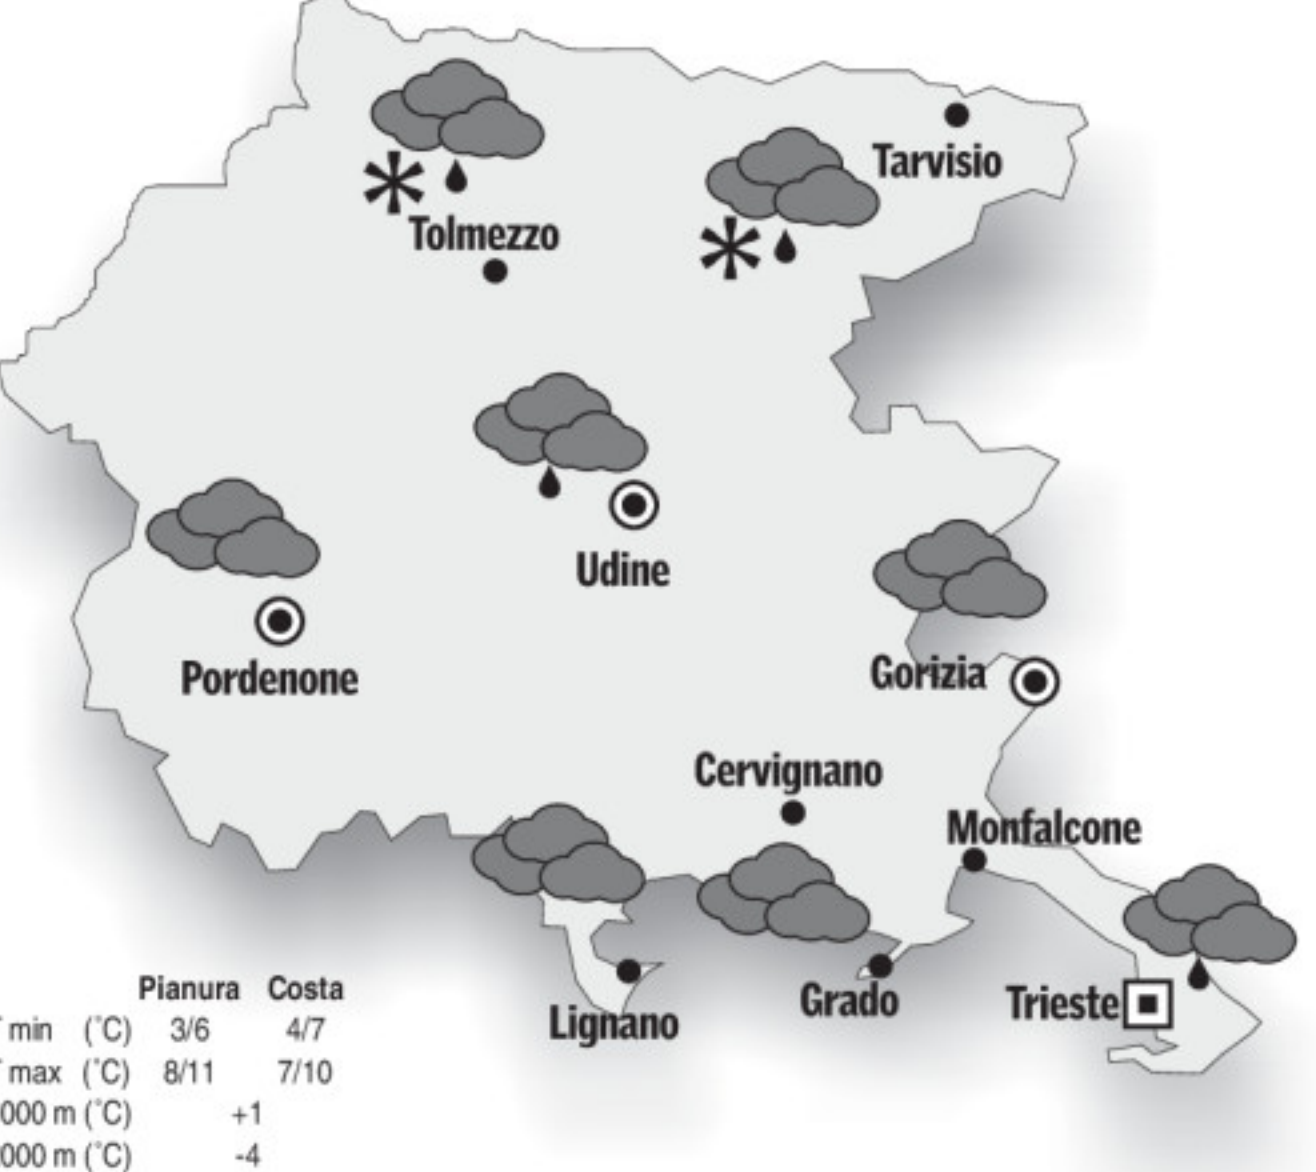 Tarvisio
Tolmezzo
Udine
Pordenone
Gorizia
Cervignano
Monfalcone
Grado
Trieste
Lignano
Pianura Costa
min (°C) 3/6 4/7
max (°C) 8/11 7/10
000 m (°C) +1
000 m (°C) -4